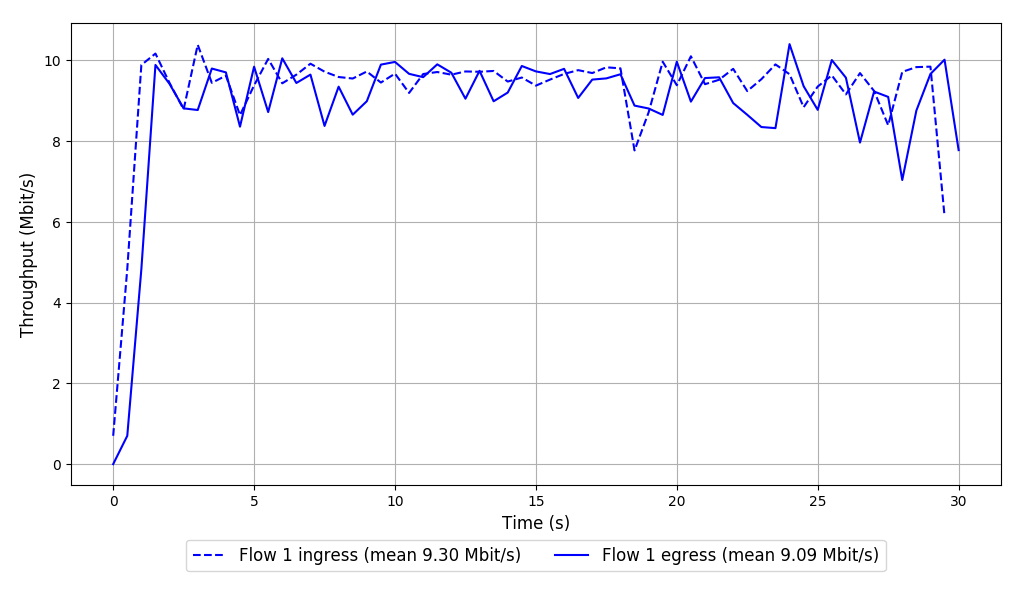 10
8
6
4
2
0
Throughput (Mbit/s)
0 5 10 15 20 25 30
Time (s)
Flow 1 ingress (mean 9.30 Mbit/s) Flow 1 egress (mean 9.09 Mbit/s)